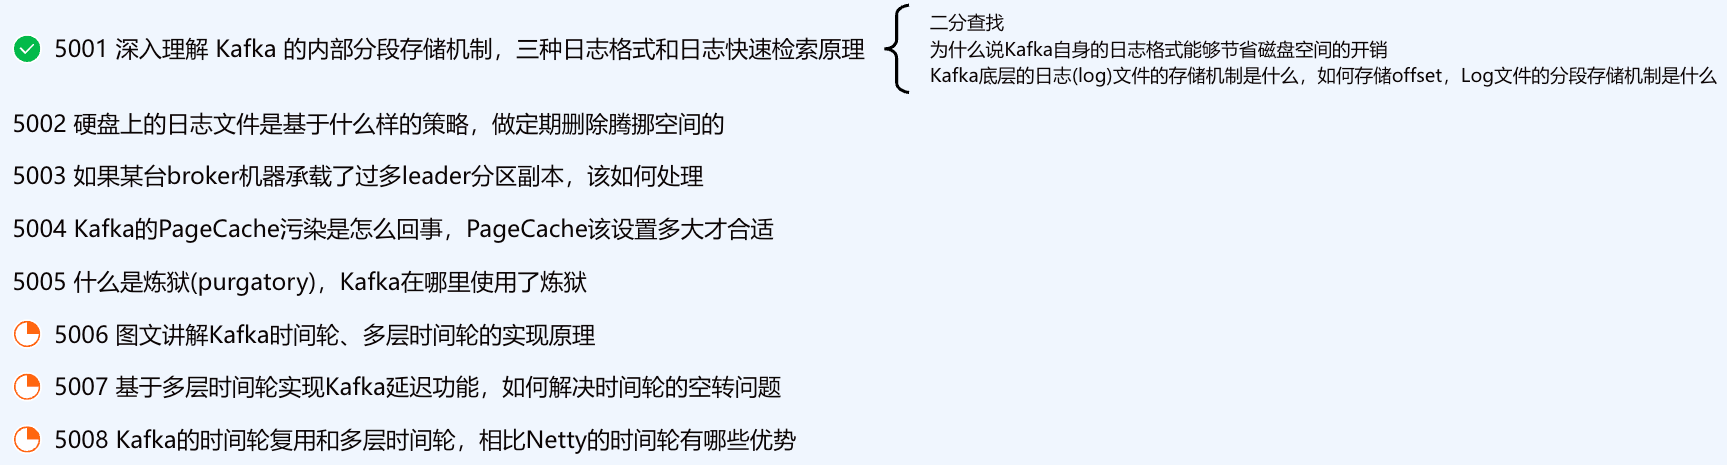 5001 深入理解 Kafka 的内部分段存储机制，三种日志格式和日志快速检索原理
二分查找
为什么说Kafka自身的日志格式能够节省磁盘空间的开销
Kafka底层的日志(log)文件的存储机制是什么，如何存储offset，Log文件的分段存储机制是什么
5002 硬盘上的日志文件是基于什么样的策略，做定期删除腾挪空间的
5003 如果某台broker机器承载了过多leader分区副本，该如何处理
5004 Kafka的PageCache污染是怎么回事，PageCache该设置多大才合适
5005 什么是炼狱(purgatory)，Kafka在哪里使用了炼狱
5006 图文讲解Kafka时间轮、多层时间轮的实现原理
5007 基于多层时间轮实现Kafka延迟功能，如何解决时间轮的空转问题
5008 Kafka的时间轮复用和多层时间轮，相比Netty的时间轮有哪些优势